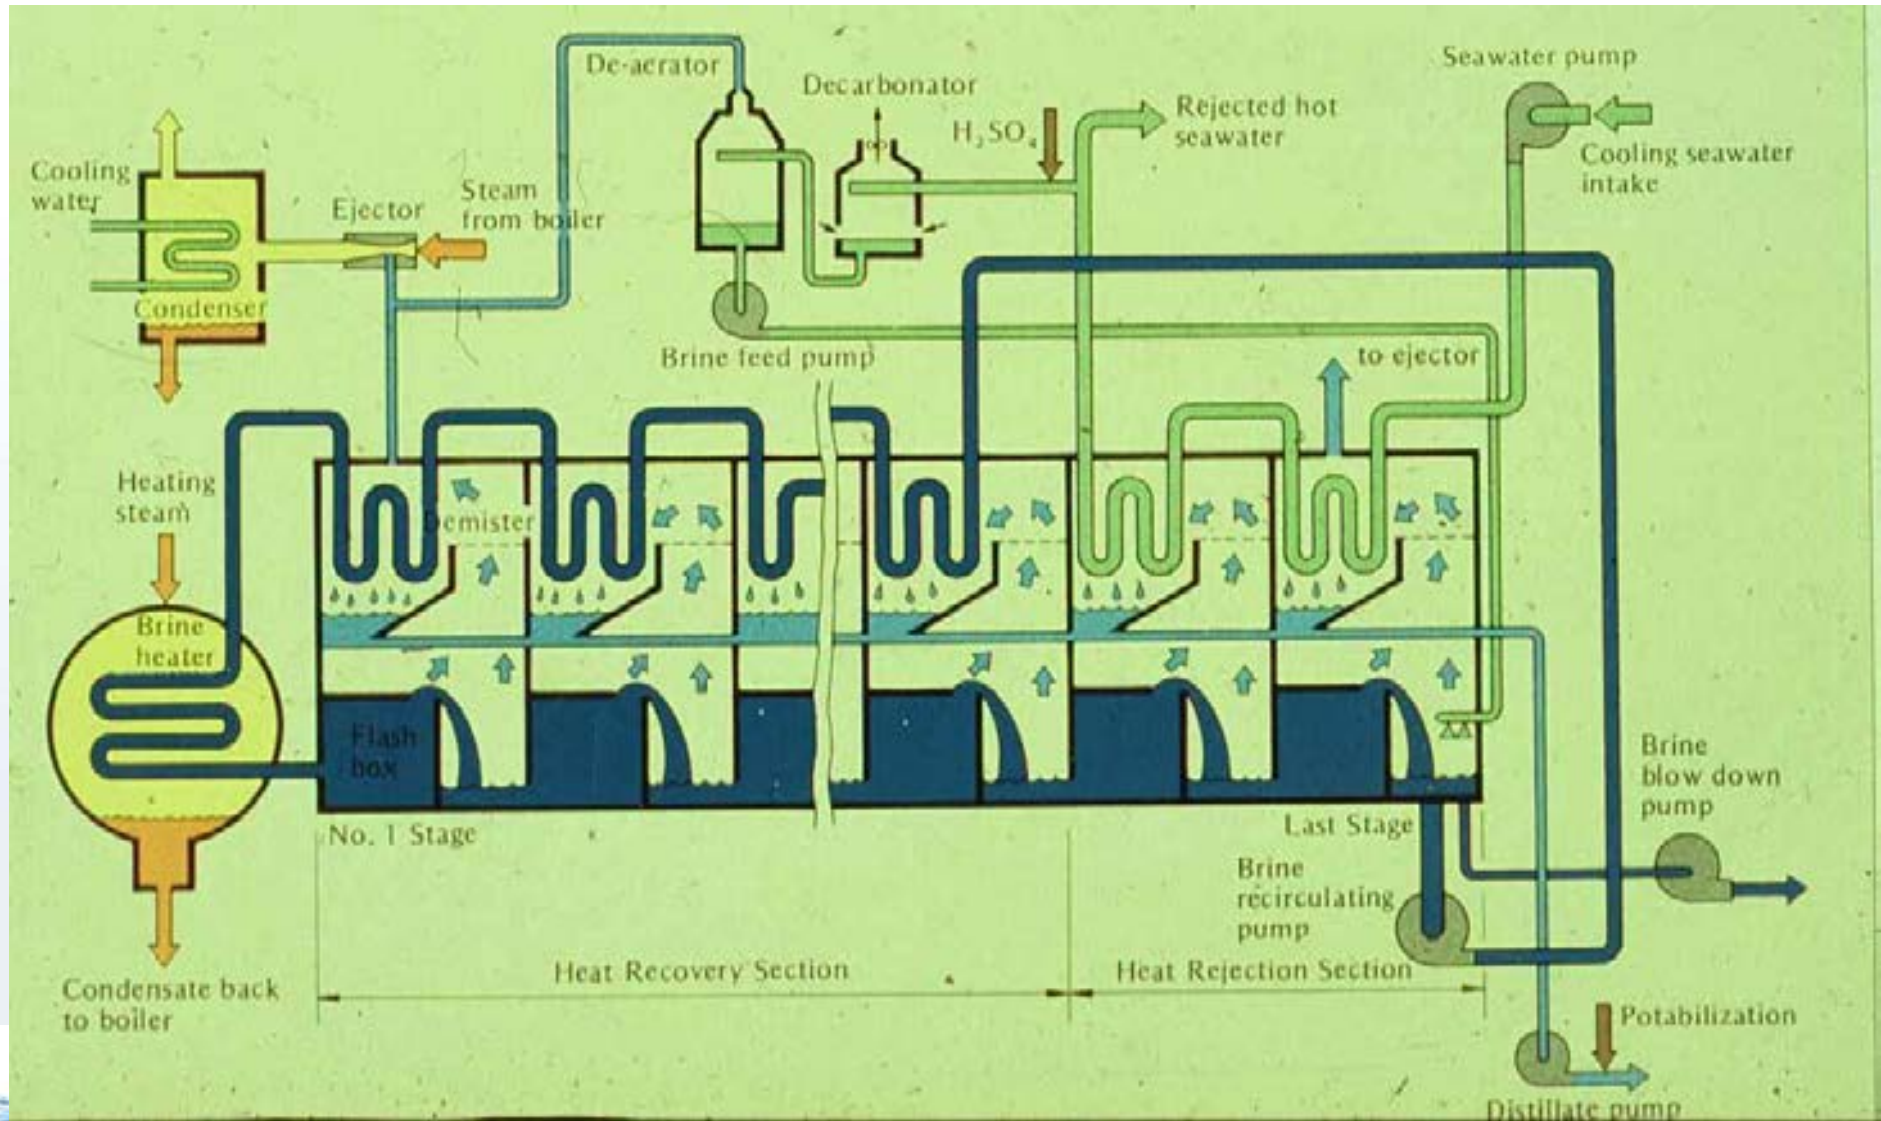 De-aerator
Decarbonator
Seawater pump
H₂SO₄
Rejected hot
seawater
Cooling seawater
intake
Cooling
water
Ejector
Steam
from boiler
Condenser
Brine feed pump
to ejector
Heating
steam
Demister
Brine
heater
Flash
box
No. 1 Stage
Last Stage
Brine
blow down
pump
Brine
recirculating
pump
Heat Recovery Section
Heat Rejection Section
Condensate back
to boiler
Potabilization
Distillate pump